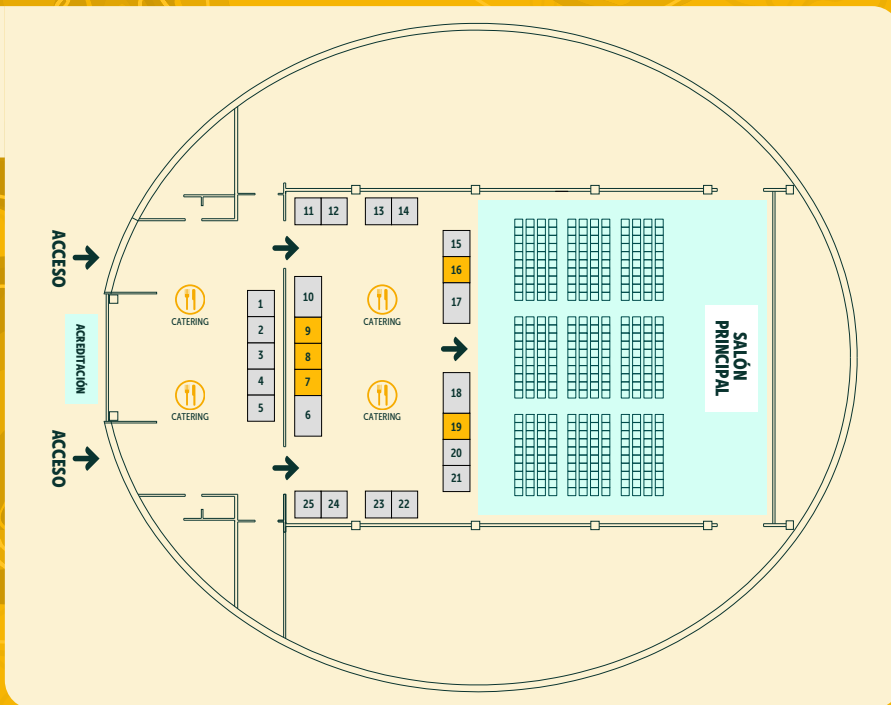 11 12 13 14
ACCESO
15
16
17
CATERING
CATERING
1
2
3
4
5
10
9
8
7
6
ACREDITACIÓN
SALÓN
PRINCIPAL
CATERING
CATERING
18
19
20
21
ACCESO
25 24 23 22